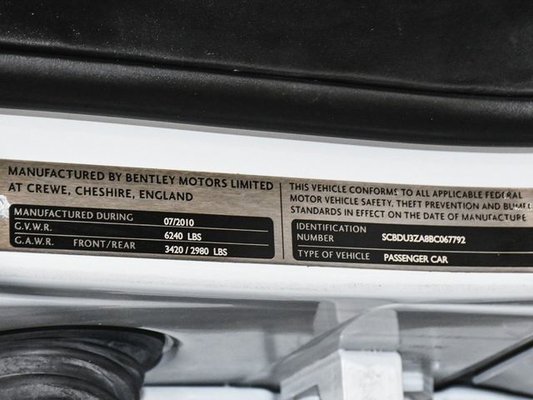 MANUFACTURED BY BENTLEY MOTORS LIMITED
AT CREWE, CHESHIRE, ENGLAND
MANUFACTURED DURING 07/2010
G.V.W.R. 6240 LBS
G.A.W.R. FRONT/REAR 3420 / 2980 LBS
THIS VEHICLE CONFORMS TO ALL APPLICABLE FEDERAL
MOTOR VEHICLE SAFETY, THEFT PREVENTION AND
STANDARDS IN EFFECT ON THE DATE OF MANUFACTURE
IDENTIFICATION
NUMBER SCBDU3ZA8BC067792
TYPE OF VEHICLE PASSENGER CAR